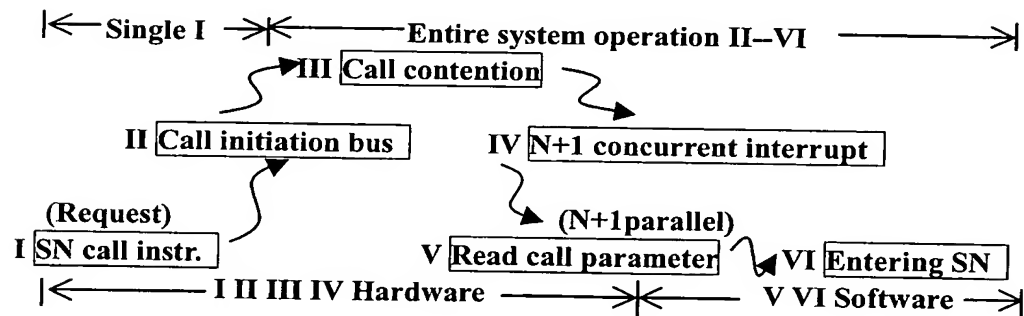 Single I Entire system operation II--VI
III Call contention
II Call initiation bus IV N+1 concurrent interrupt
(Request) (N+1parallel)
I SN call instr. V Read call parameter VI Entering SN
I II III IV Hardware V VI Software